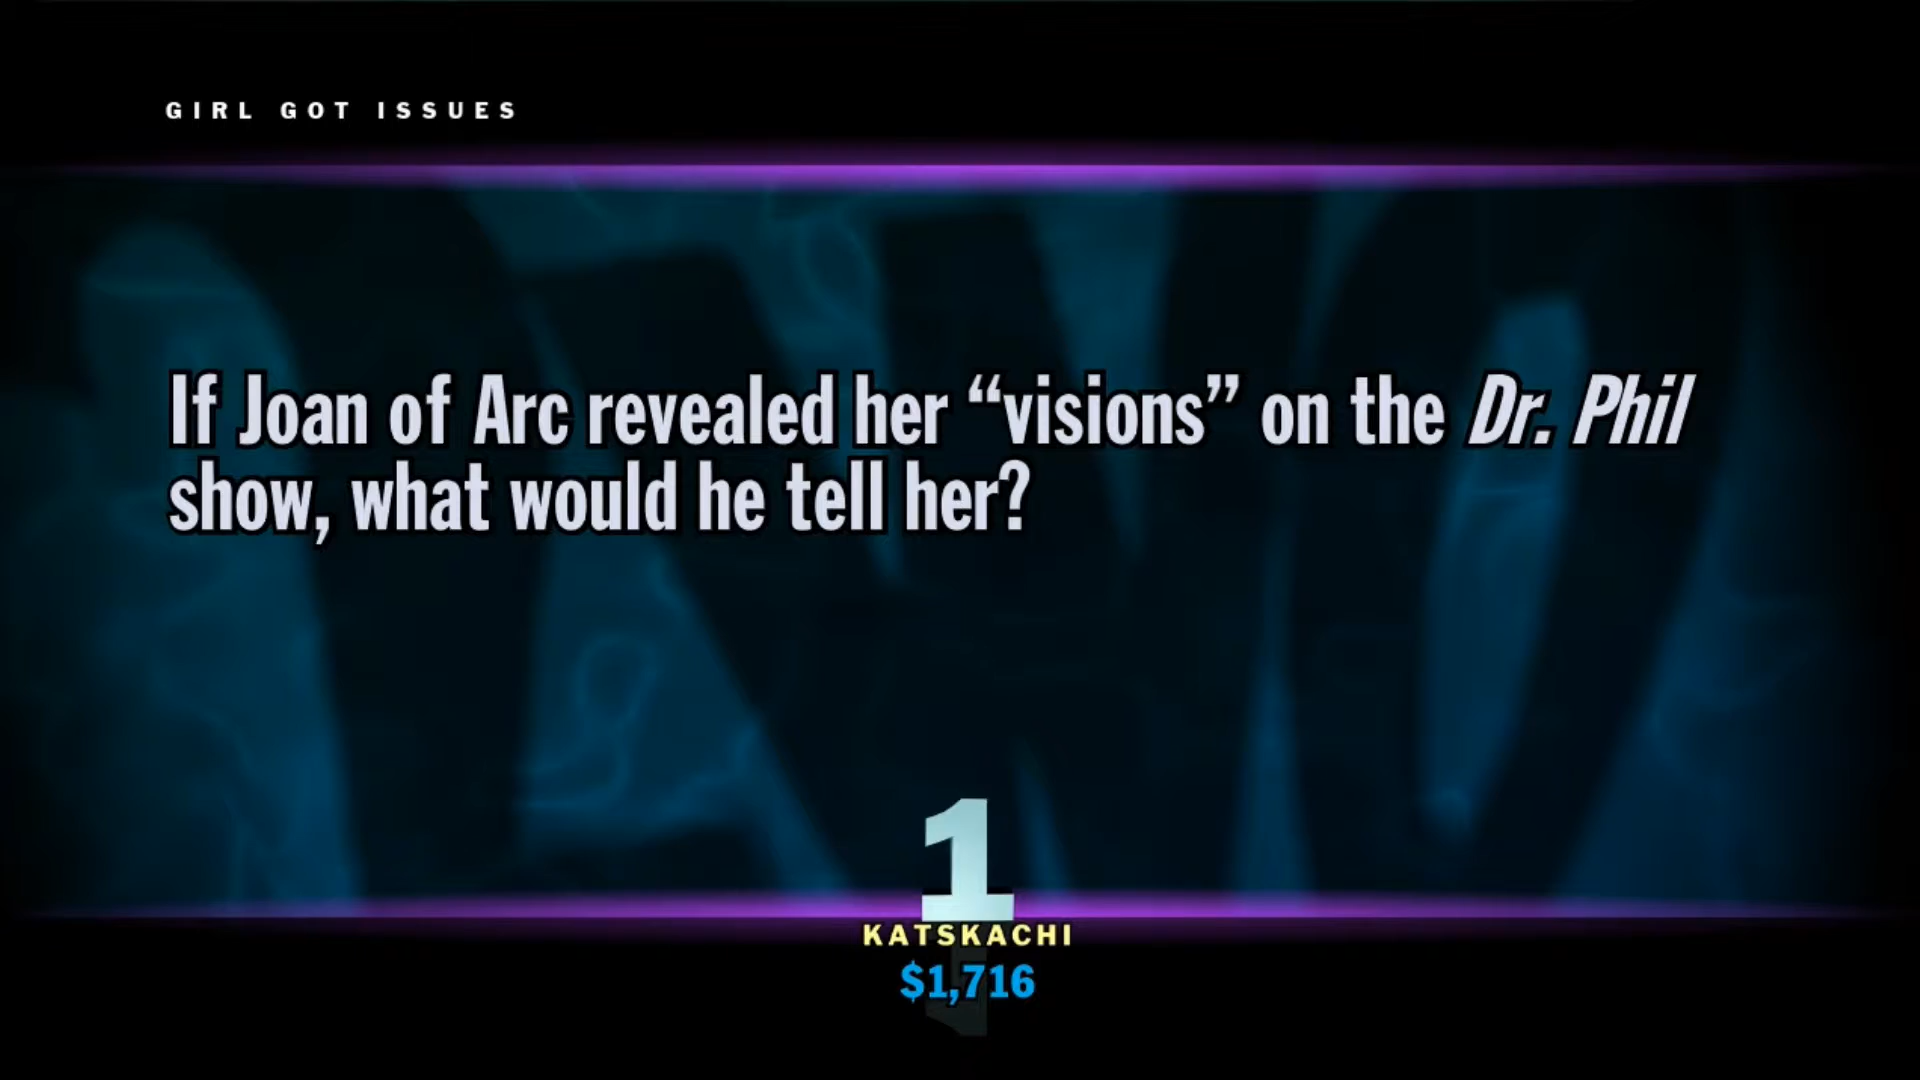 GIRL GOT ISSUES
If Joan of Arc revealed her “visions” on the Dr. Phil
show, what would he tell her?
1
KATSKACHI
$1,716